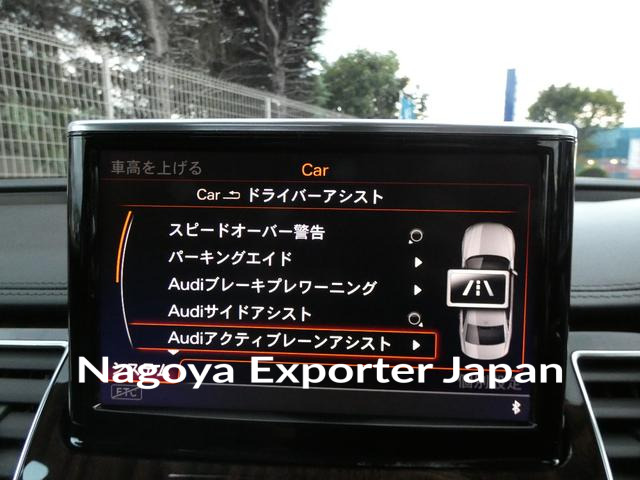 車高を上げる
Car
Car ドライバーアシスト
スピードオーバー警告
パーキングエイド
Audiブレーキプレワーニング
Audiサイドアシスト
Audiアクティブレーンアシスト
Nagoya Exporter Japan
ETC